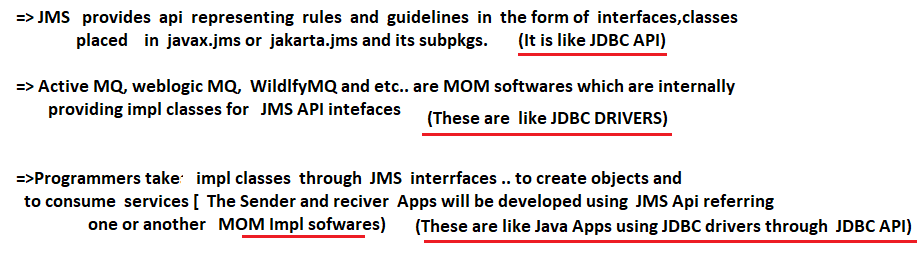 => JMS provides api representing rules and guidelines in the form of interfaces,classes
placed in javax.jms or jakarta.jms and its subpkgs. (It is like JDBC API)
=> Active MQ, weblogic MQ, WildlfyMQ and etc.. are MOM softwares which are internally
providing impl classes for JMS API intefaces (These are like JDBC DRIVERS)
=>Programmers take impl classes through JMS interrfaces .. to create objects and
to consume services [ The Sender and reciver Apps will be developed using JMS Api referring
one or another MOM Impl sofwares) (These are like Java Apps using JDBC drivers through JDBC API)